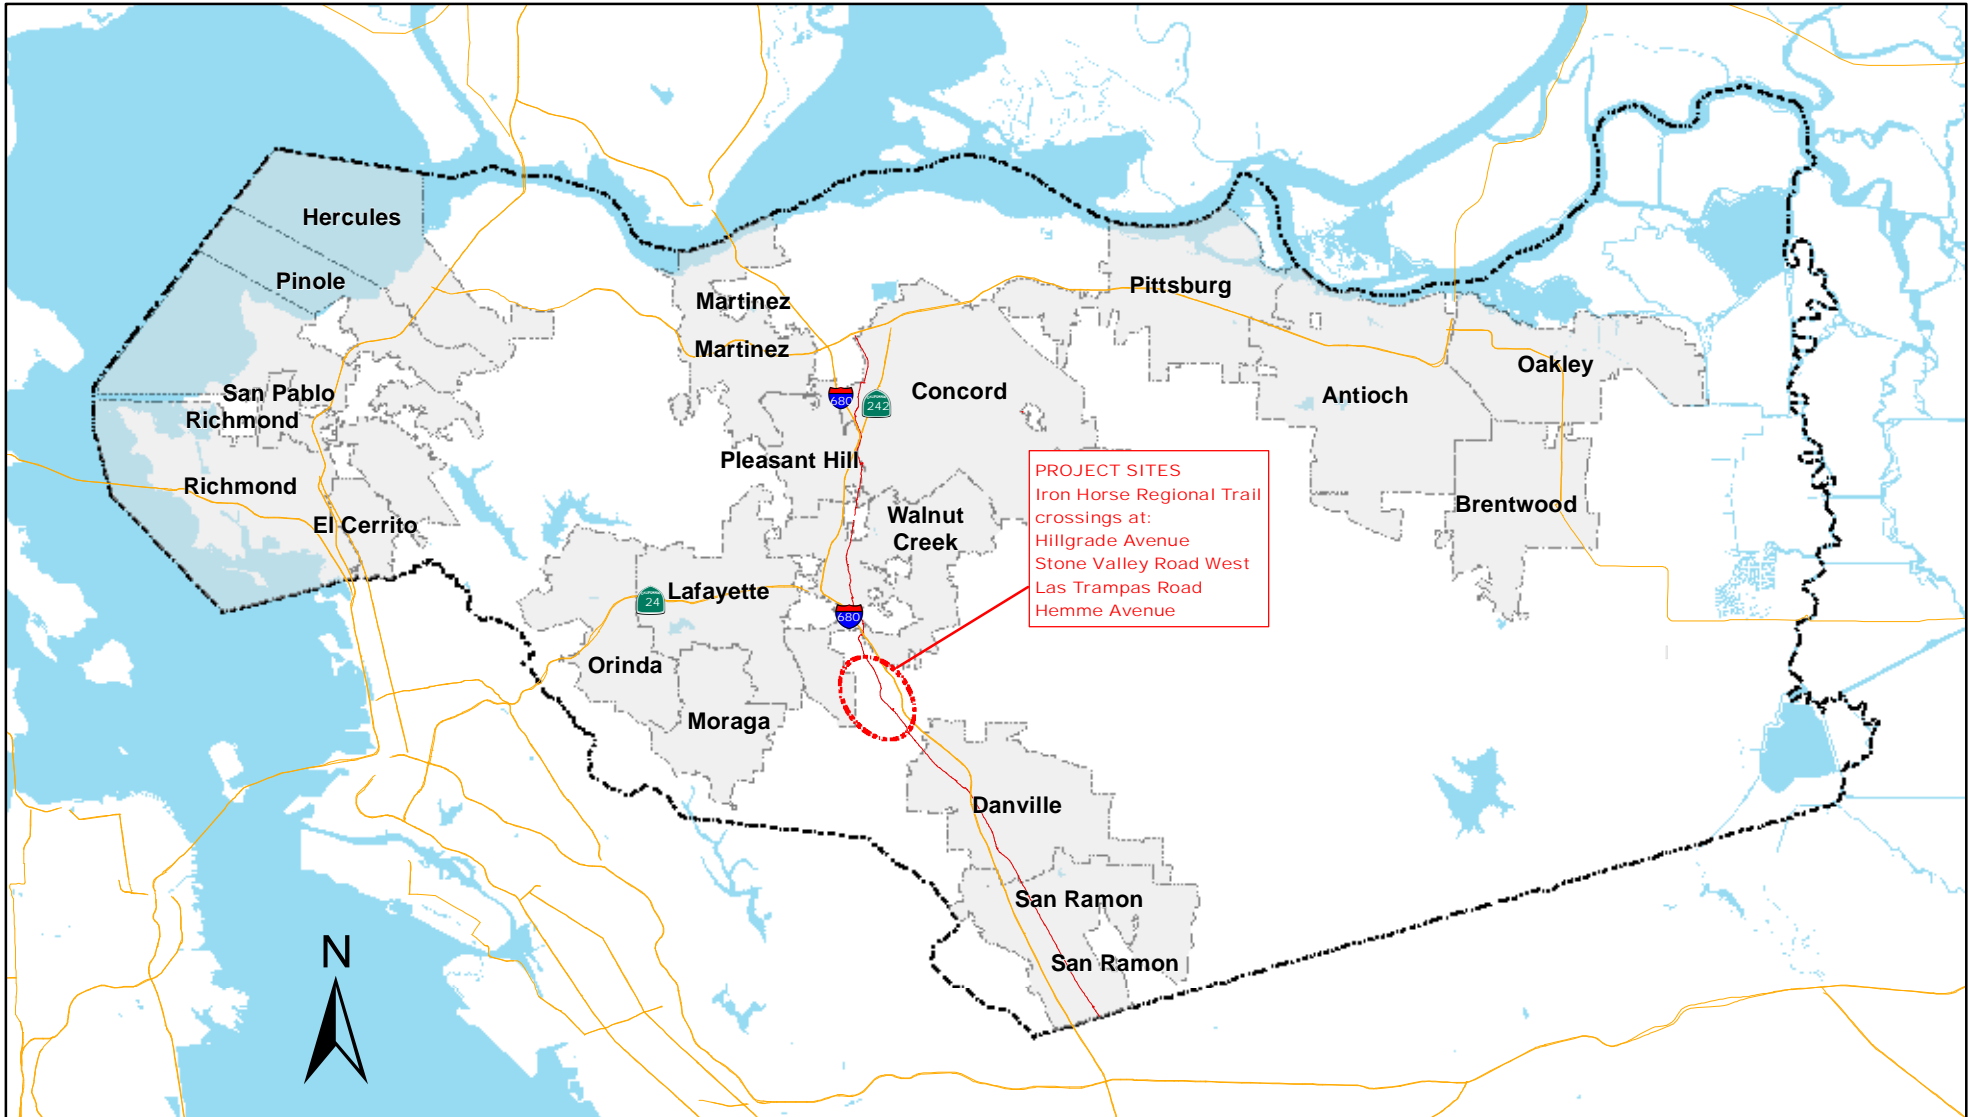 Hercules
Pinole
Martinez
Pittsburg
Martinez
Oakley
San Pablo
Richmond
680
CALIFORNIA
242
Concord
Antioch
Pleasant Hill
PROJECT SITES
Iron Horse Regional Trail
crossings at:
Hillgrade Avenue
Stone Valley Road West
Las Trampas Road
Hemme Avenue
Richmond
El Cerrito
Walnut
Creek
Brentwood
CALIFORNIA
24
Lafayette
680
Orinda
Moraga
Danville
San Ramon
San Ramon
N